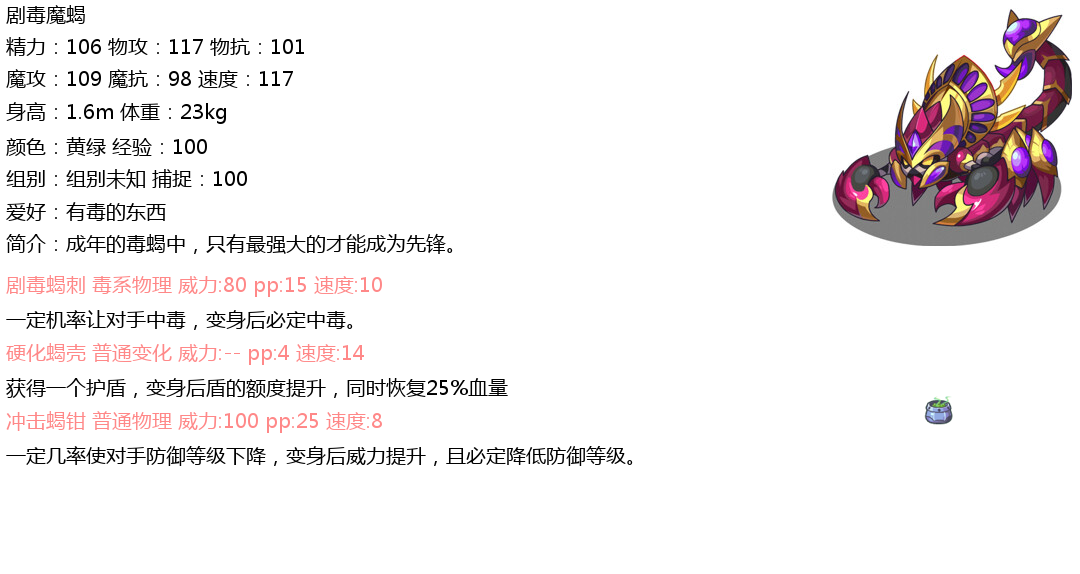 剧毒魔蝎
精力：106 物攻：117 物抗：101
魔攻：109 魔抗：98 速度：117
身高：1.6m 体重：23kg
颜色：黄绿 经验：100
组别：组别未知 捕捉：100
爱好：有毒的东西
简介：成年的毒蝎中，只有最强大的才能成为先锋。
剧毒蝎刺 毒系物理 威力:80 pp:15 速度:10
一定机率让对手中毒，变身后必定中毒。
硬化蝎壳 普通变化 威力:-- pp:4 速度:14
获得一个护盾，变身后盾的额度提升，同时恢复25%血量
冲击蝎钳 普通物理 威力:100 pp:25 速度:8
一定几率使对手防御等级下降，变身后威力提升，且必定降低防御等级。